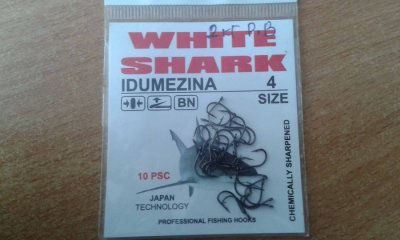 WHITE
SHARK
IDUMEZINA 4
SIZE
BN
10 PSC
JAPAN
TECHNOLOGY
PROFESSIONAL FISHING HOOKS
CHEMICALLY SHARPENED